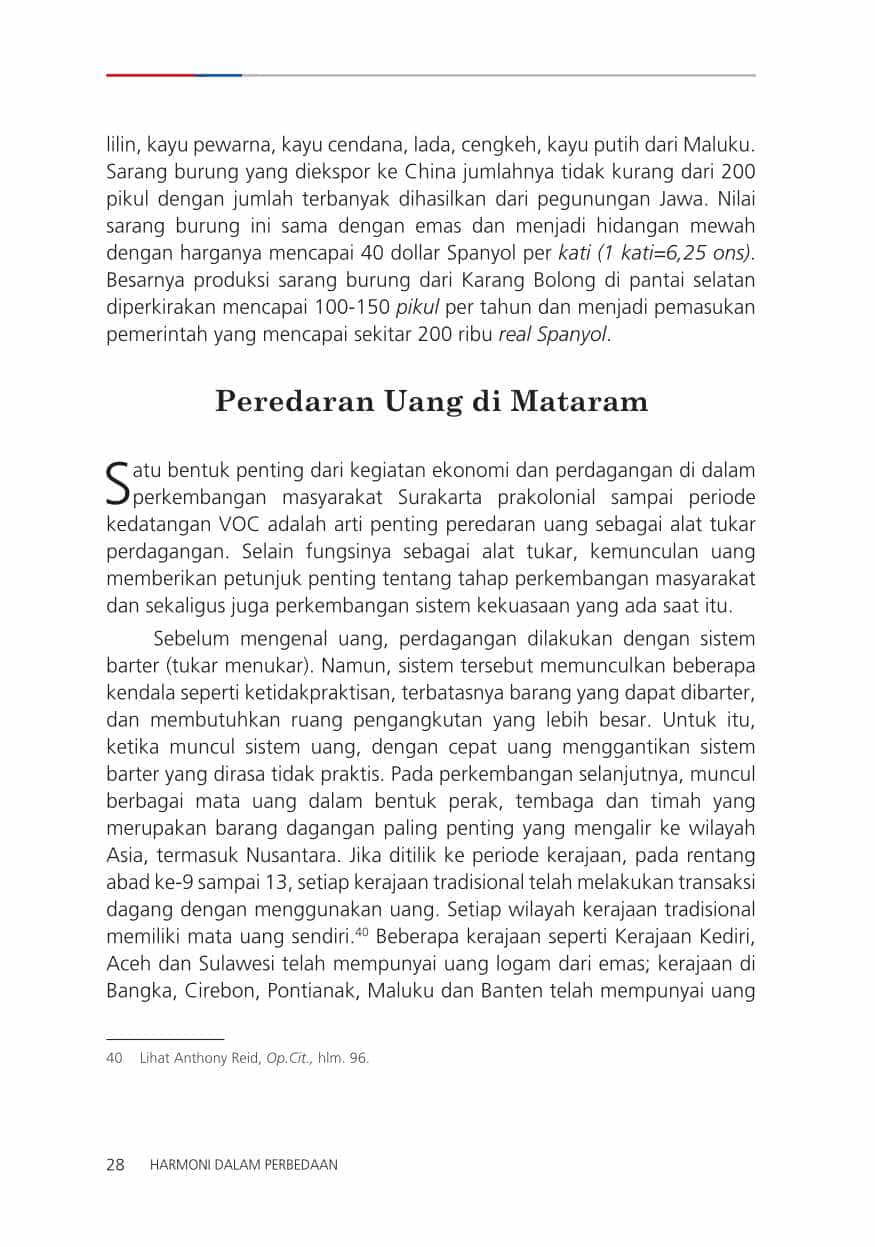 lilin, kayu pewarna, kayu cendana, lada, cengkeh, kayu putih dari Maluku.
Sarang burung yang diekspor ke China jumlahnya tidak kurang dari 200
pikul dengan jumlah terbanyak dihasilkan dari pegunungan Jawa. Nilai
sarang burung ini sama dengan emas dan menjadi hidangan mewah
dengan harganya mencapai 40 dollar Spanyol per kati (1 kati=6,25 ons).
Besarnya produksi sarang burung dari Karang Bolong di pantai selatan
diperkirakan mencapai 100-150 pikul per tahun dan menjadi pemasukan
pemerintah yang mencapai sekitar 200 ribu real Spanyol.
Peredaran Uang di Mataram
Satu bentuk penting dari kegiatan ekonomi dan perdagangan di dalam
perkembangan masyarakat Surakarta prakolonial sampai periode
kedatangan VOC adalah arti penting peredaran uang sebagai alat tukar
perdagangan. Selain fungsinya sebagai alat tukar, kemunculan uang
memberikan petunjuk penting tentang tahap perkembangan masyarakat
dan sekaligus juga perkembangan sistem kekuasaan yang ada saat itu.
Sebelum mengenal uang, perdagangan dilakukan dengan sistem
barter (tukar menukar). Namun, sistem tersebut memunculkan beberapa
kendala seperti ketidakpraktisan, terbatasnya barang yang dapat dibarter,
dan membutuhkan ruang pengangkutan yang lebih besar. Untuk itu,
ketika muncul sistem uang, dengan cepat uang menggantikan sistem
barter yang dirasa tidak praktis. Pada perkembangan selanjutnya, muncul
berbagai mata uang dalam bentuk perak, tembaga dan timah yang
merupakan barang dagangan paling penting yang mengalir ke wilayah
Asia, termasuk Nusantara. Jika ditilik ke periode kerajaan, pada rentang
abad ke-9 sampai 13, setiap kerajaan tradisional telah melakukan transaksi
dagang dengan menggunakan uang. Setiap wilayah kerajaan tradisional
memiliki mata uang sendiri.40 Beberapa kerajaan seperti Kerajaan Kediri,
Aceh dan Sulawesi telah mempunyai uang logam dari emas; kerajaan di
Bangka, Cirebon, Pontianak, Maluku dan Banten telah mempunyai uang
40 Lihat Anthony Reid, Op.Cit., hlm. 96.
28 HARMONI DALAM PERBEDAAN